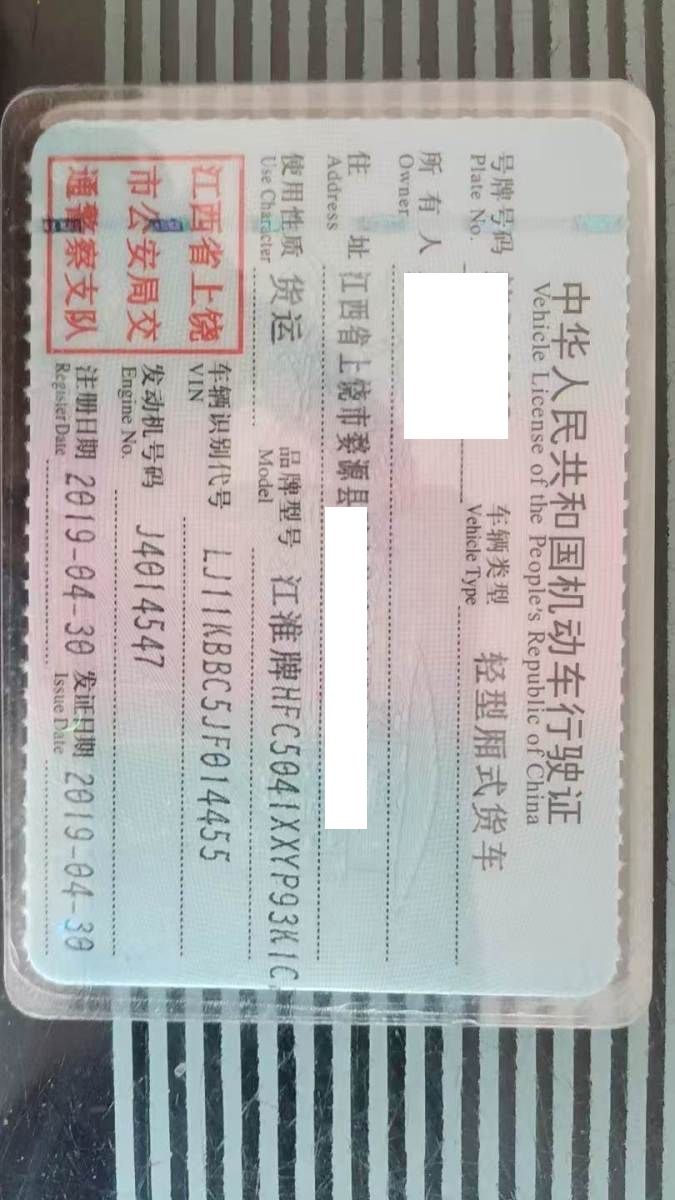 中华人民共和国机动车行驶证
Vehicle License of the People's Republic of China
号牌号码
Plate No.
车辆类型 轻型厢式货车
Vehicle Type
所有人
Owner
住址 江西省上饶市婺源县
Address
使用性质 货运
Use Character
品牌型号 江淮牌HFC5041XXYP93K1C
Model
江西省上饶
市公安局交
通警察支队
车辆识别代号 LJ11KBBC5JF014455
VIN
发动机号码 J4014547
Engine No.
注册日期 2019-04-30
Register Date
发证日期 2019-04-30
Issue Date